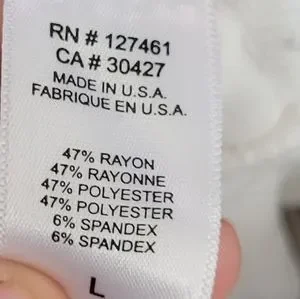 RN # 127461
CA # 30427
MADE IN U.S.A.
FABRIQUE EN U.S.A.
47% RAYON
47% RAYONNE
47% POLYESTER
47% POLYESTER
6% SPANDEX
6% SPANDEX
L